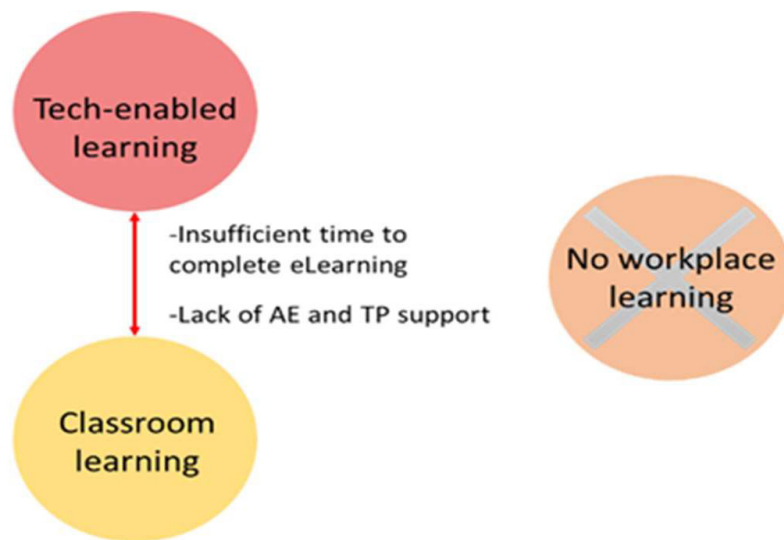 Tech-enabled
learning
-Insufficient time to
complete eLearning
-Lack of AE and TP support
No workplace
learning
Classroom
learning